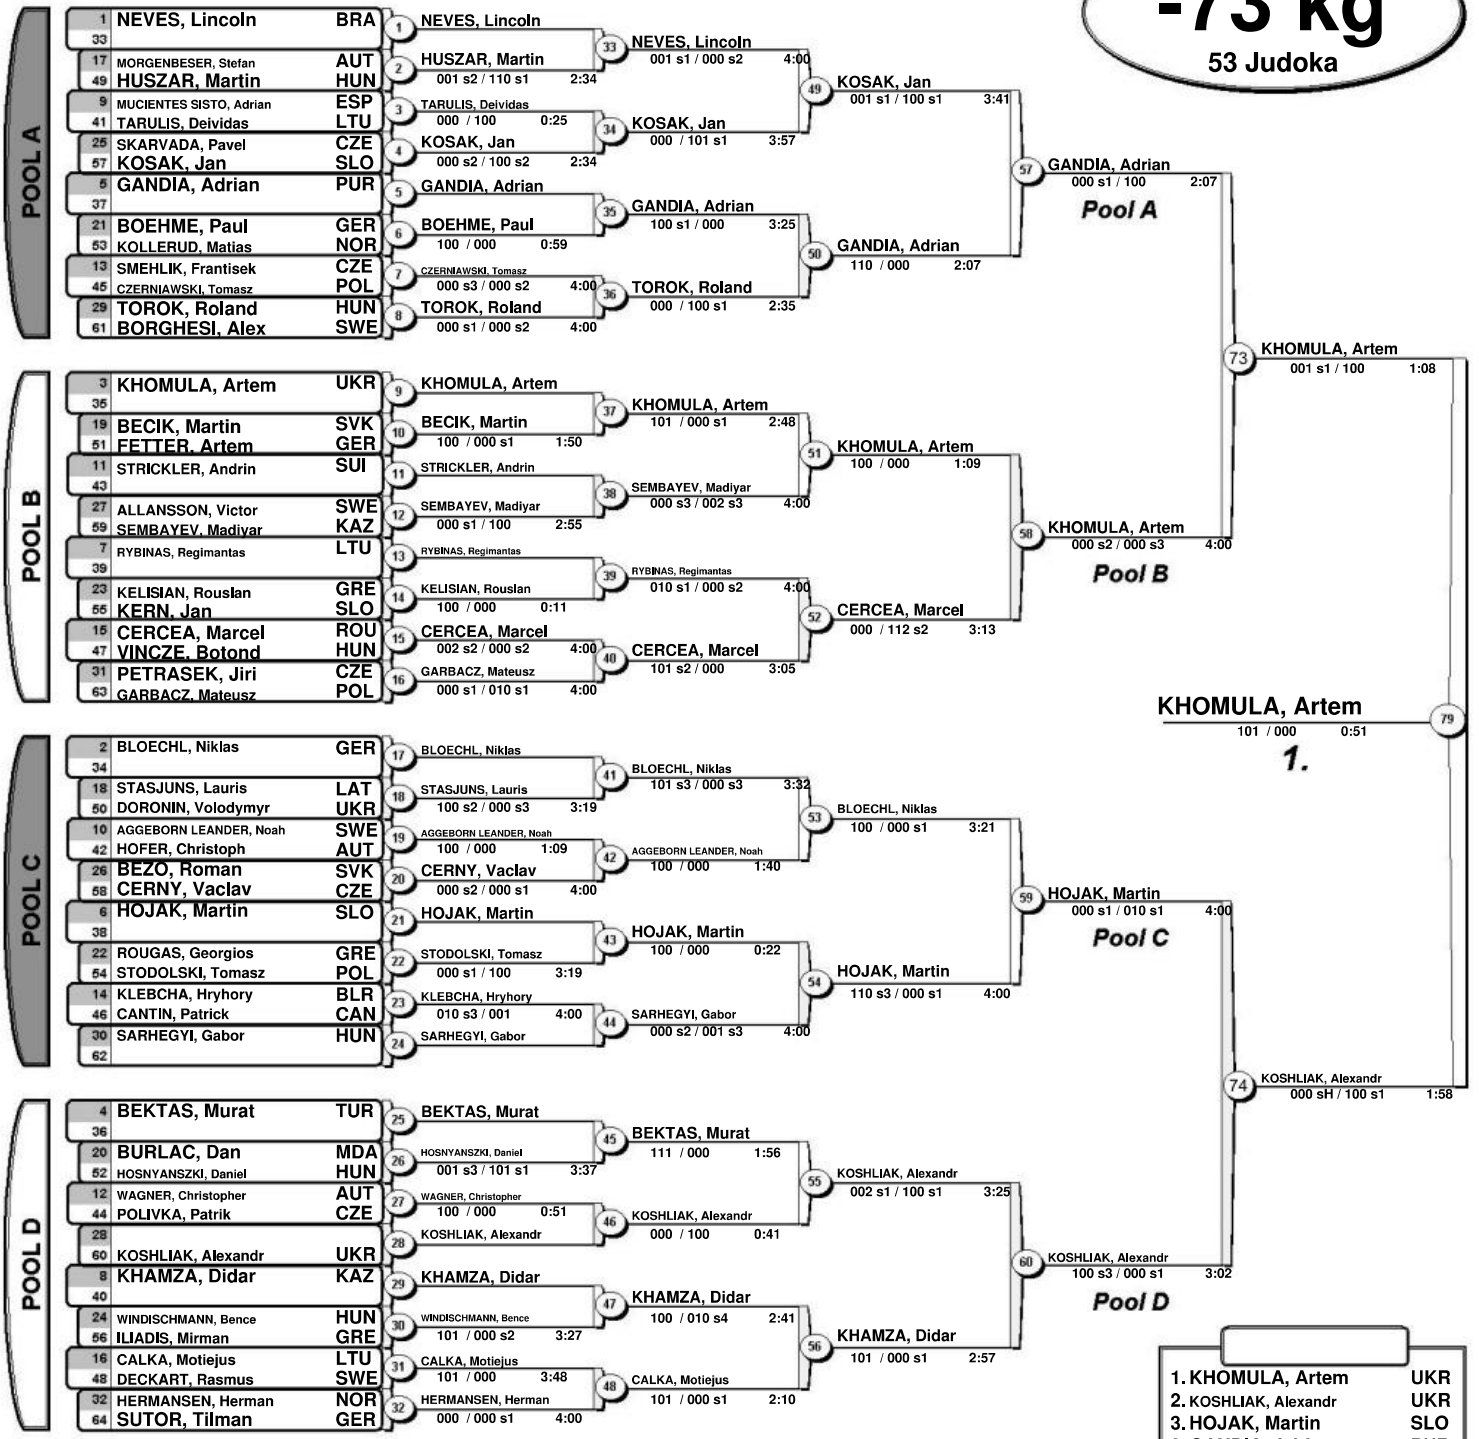 -73 kg
53 Judoka
POOL A
1 NEVES, Lincoln BRA
33
17 MORGENBESER, Stefan AUT
49 HUSZAR, Martin HUN
9 MUCIENTES SISTO, Adrian ESP
41 TARULIS, Deividas LTU
25 SKARVADA, Pavel CZE
57 KOSAK, Jan SLO
5 GANDIA, Adrian PUR
37
21 BOEHME, Paul GER
53 KOLLERUD, Matias NOR
13 SMEHLIK, Frantisek CZE
45 CZERNIAWSKI, Tomasz POL
29 TOROK, Roland HUN
61 BORGHESI, Alex SWE
1 NEVES, Lincoln
2 HUSZAR, Martin
001 s2 / 110 s1 2:34
3 TARULIS, Deividas
000 / 100 0:25
4 KOSAK, Jan
000 s2 / 100 s2 2:34
5 GANDIA, Adrian
6 BOEHME, Paul
100 / 000 0:59
7 CZERNIAWSKI, Tomasz
000 s3 / 000 s2 4:00
8 TOROK, Roland
000 s1 / 000 s2 4:00
33 NEVES, Lincoln
001 s1 / 000 s2 4:00
34 KOSAK, Jan
000 / 101 s1 3:57
35 GANDIA, Adrian
100 s1 / 000 3:25
36 TOROK, Roland
000 / 100 s1 2:35
49 KOSAK, Jan
001 s1 / 100 s1 3:41
50 GANDIA, Adrian
110 / 000 2:07
57 GANDIA, Adrian
000 s1 / 100 2:07
Pool A
POOL B
3 KHOMULA, Artem UKR
35
19 BECIK, Martin SVK
51 FETTER, Artem GER
11 STRICKLER, Andrin SUI
43
27 ALLANSSON, Victor SWE
59 SEMBAYEV, Madiyar KAZ
7 RYBINAS, Regimantas LTU
39
23 KELISIAN, Rouslan GRE
55 KERN, Jan SLO
15 CERCEA, Marcel ROU
47 VINCZE, Botond HUN
31 PETRASEK, Jiri CZE
63 GARBACZ, Mateusz POL
9 KHOMULA, Artem
10 BECIK, Martin
100 / 000 s1 1:50
11 STRICKLER, Andrin
12 SEMBAYEV, Madiyar
000 s1 / 100 2:55
13 RYBINAS, Regimantas
14 KELISIAN, Rouslan
100 / 000 0:11
15 CERCEA, Marcel
002 s2 / 000 s2 4:00
16 GARBACZ, Mateusz
000 s1 / 010 s1 4:00
37 KHOMULA, Artem
101 / 000 s1 2:48
38 SEMBAYEV, Madiyar
000 s3 / 002 s3 4:00
39 RYBINAS, Regimantas
010 s1 / 000 s2 4:00
40 CERCEA, Marcel
101 s2 / 000 3:05
51 KHOMULA, Artem
100 / 000 1:09
52 CERCEA, Marcel
000 / 112 s2 3:13
58 KHOMULA, Artem
000 s2 / 000 s3 4:00
Pool B
73 KHOMULA, Artem
001 s1 / 100 1:08
KHOMULA, Artem 79
101 / 000 0:51
1.
POOL C
2 BLOECHL, Niklas GER
34
18 STASJUNS, Lauris LAT
50 DORONIN, Volodymyr UKR
10 AGGEBORN LEANDER, Noah SWE
42 HOFER, Christoph AUT
26 BEZO, Roman SVK
58 CERNY, Vaclav CZE
6 HOJAK, Martin SLO
38
22 ROUGAS, Georgios GRE
54 STODOLSKI, Tomasz POL
14 KLEBCHA, Hryhory BLR
46 CANTIN, Patrick CAN
30 SARHEGYI, Gabor HUN
62
17 BLOECHL, Niklas
18 STASJUNS, Lauris
100 s2 / 000 s3 3:19
19 AGGEBORN LEANDER, Noah
100 / 000 1:09
20 CERNY, Vaclav
000 s2 / 000 s1 4:00
21 HOJAK, Martin
22 STODOLSKI, Tomasz
000 s1 / 100 3:19
23 KLEBCHA, Hryhory
010 s3 / 001 4:00
24 SARHEGYI, Gabor
41 BLOECHL, Niklas
101 s3 / 000 s3 3:32
42 AGGEBORN LEANDER, Noah
100 / 000 1:40
43 HOJAK, Martin
100 / 000 0:22
44 SARHEGYI, Gabor
000 s2 / 001 s3 4:00
53 BLOECHL, Niklas
100 / 000 s1 3:21
54 HOJAK, Martin
110 s3 / 000 s1 4:00
59 HOJAK, Martin
000 s1 / 010 s1 4:00
Pool C
74 KOSHLIAK, Alexandr
000 sH / 100 s1 1:58
POOL D
4 BEKTAS, Murat TUR
36
20 BURLAC, Dan MDA
52 HOSNYANSZKI, Daniel HUN
12 WAGNER, Christopher AUT
44 POLIVKA, Patrik CZE
28
60 KOSHLIAK, Alexandr UKR
8 KHAMZA, Didar KAZ
40
24 WINDISCHMANN, Bence HUN
56 ILIADIS, Mirman GRE
16 CALKA, Motiejus LTU
48 DECKART, Rasmus SWE
32 HERMANSEN, Herman NOR
64 SUTOR, Tilman GER
25 BEKTAS, Murat
26 HOSNYANSZKI, Daniel
001 s3 / 101 s1 3:37
27 WAGNER, Christopher
100 / 000 0:51
28 KOSHLIAK, Alexandr
29 KHAMZA, Didar
30 WINDISCHMANN, Bence
101 / 000 s2 3:27
31 CALKA, Motiejus
101 / 000 3:48
32 HERMANSEN, Herman
000 / 000 s1 4:00
45 BEKTAS, Murat
111 / 000 1:56
46 KOSHLIAK, Alexandr
000 / 100 0:41
47 KHAMZA, Didar
100 / 010 s4 2:41
48 CALKA, Motiejus
101 / 000 s1 2:10
55 KOSHLIAK, Alexandr
002 s1 / 100 s1 3:25
56 KHAMZA, Didar
101 / 000 s1 2:57
60 KOSHLIAK, Alexandr
100 s3 / 000 s1 3:02
Pool D
1. KHOMULA, Artem UKR
2. KOSHLIAK, Alexandr UKR
3. HOJAK, Martin SLO